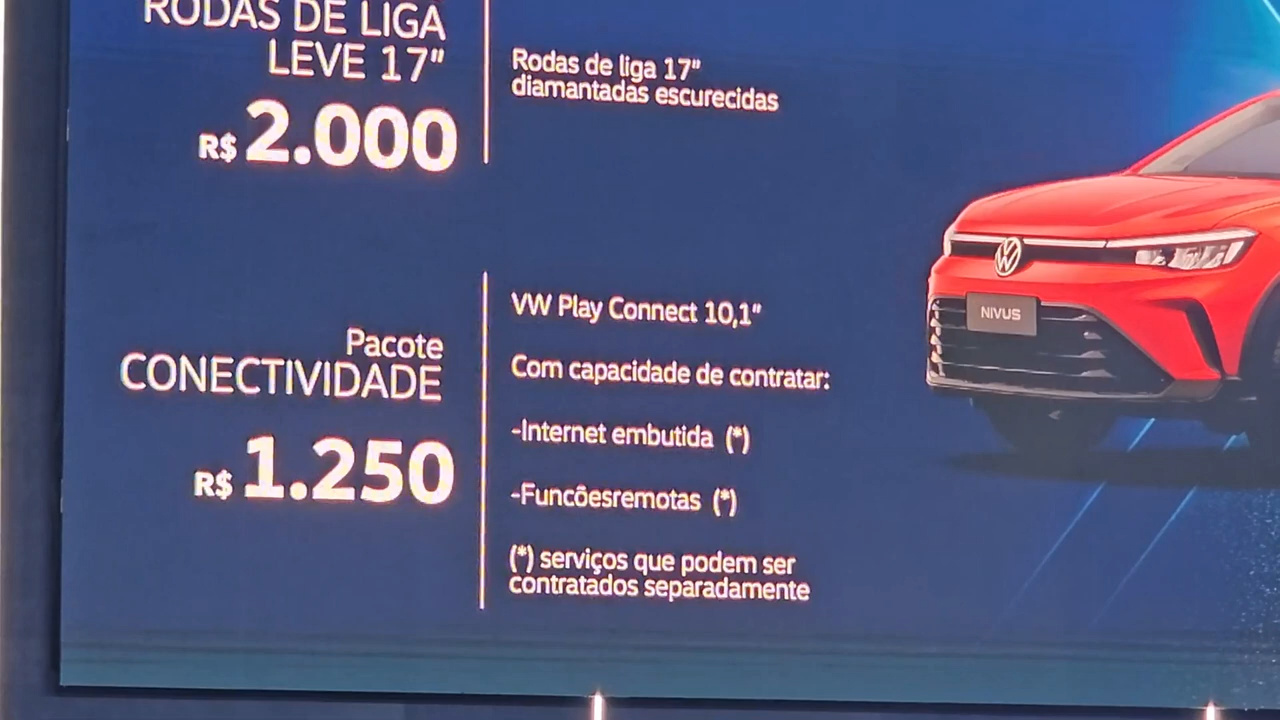 RODAS DE LIGA
LEVE 17"
R$ 2.000
Rodas de liga 17"
diamantadas escurecidas
Pacote
CONECTIVIDADE
R$ 1.250
VW Play Connect 10,1"
Com capacidade de contratar:
-Internet embutida (*)
-Funcõesremotas (*)
(*) serviços que podem ser
contratados separadamente
NIVUS